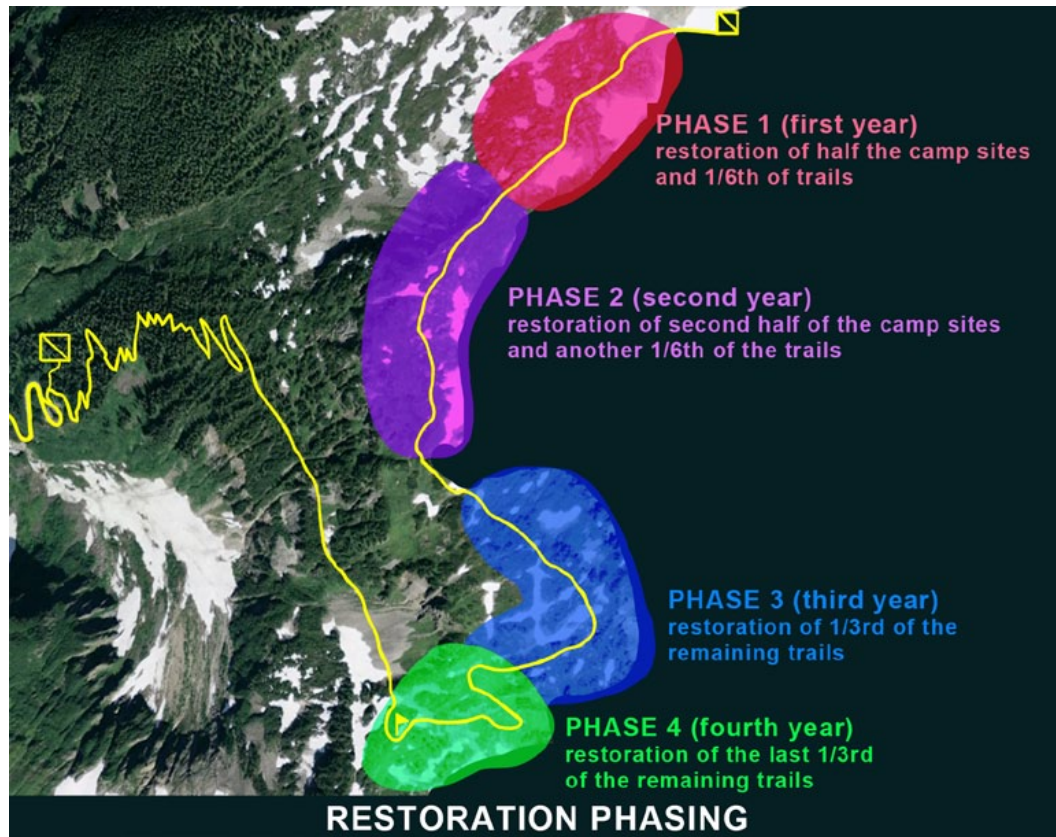 PHASE 1 (first year)
restoration of half the camp sites
and 1/6th of trails
PHASE 2 (second year)
restoration of second half of the camp sites
and another 1/6th of the trails
PHASE 3 (third year)
restoration of 1/3rd of the
remaining trails
PHASE 4 (fourth year)
restoration of the last 1/3rd
of the remaining trails
RESTORATION PHASING